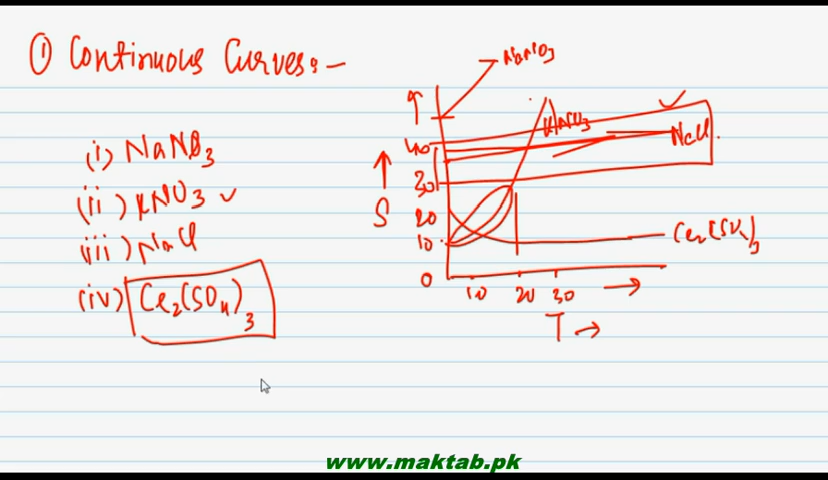 ① Continuous Curves:-
(i) NaNO3
(ii) KNO3 ✓
(iii) NaCl
(iv) Ce2(SO4)3
NaNO3
KNO3
NaCl.
Ce2(SO4)3
S
40
30
20
10
0
10 20 30
T →
www.maktab.pk